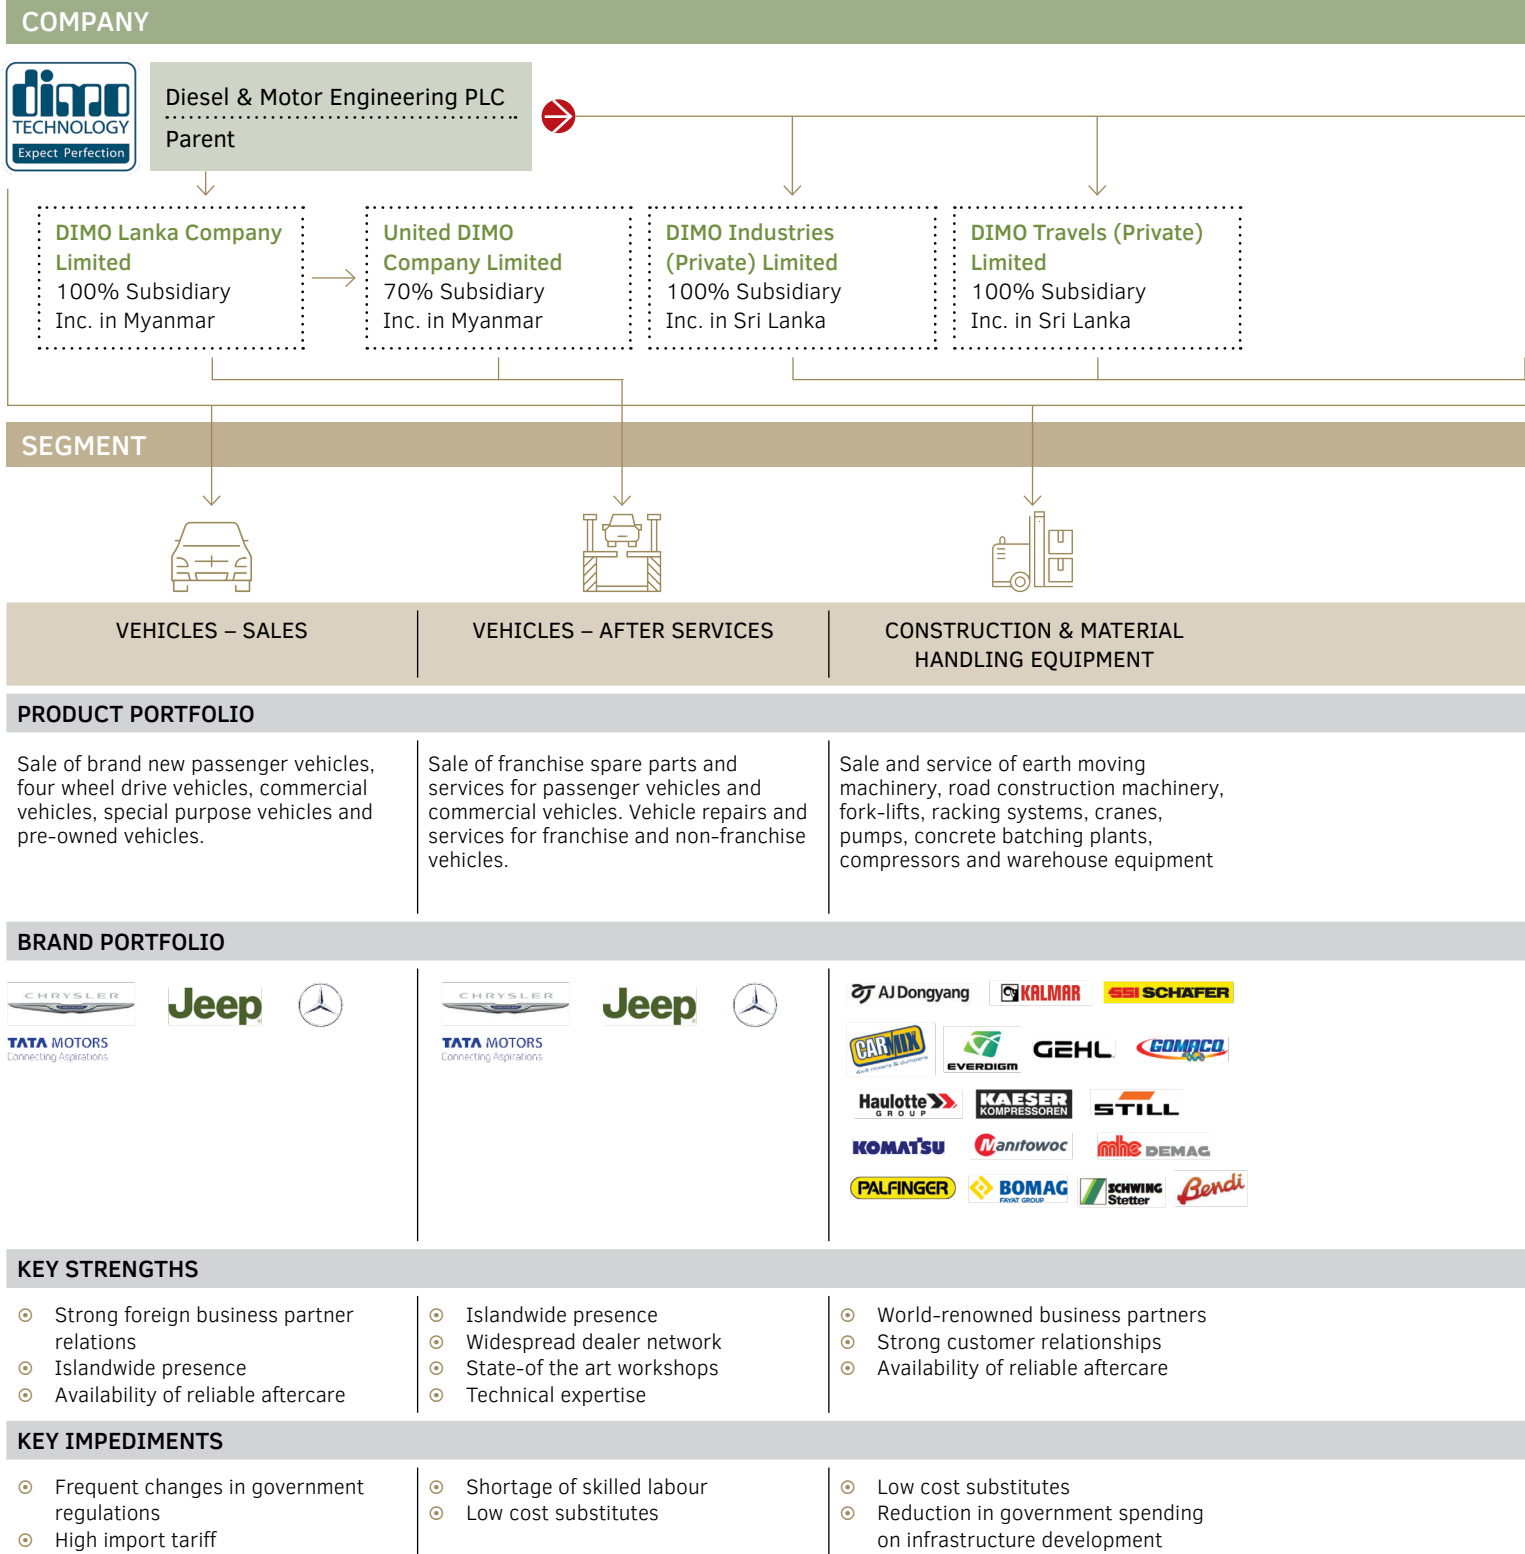 COMPANY
dimo
TECHNOLOGY
Expect Perfection
Diesel & Motor Engineering PLC
Parent
DIMO Lanka Company
Limited
100% Subsidiary
Inc. in Myanmar
United DIMO
Company Limited
70% Subsidiary
Inc. in Myanmar
DIMO Industries
(Private) Limited
100% Subsidiary
Inc. in Sri Lanka
DIMO Travels (Private)
Limited
100% Subsidiary
Inc. in Sri Lanka
SEGMENT
VEHICLES – SALES
VEHICLES – AFTER SERVICES
CONSTRUCTION & MATERIAL
HANDLING EQUIPMENT
PRODUCT PORTFOLIO
Sale of brand new passenger vehicles,
four wheel drive vehicles, commercial
vehicles, special purpose vehicles and
pre-owned vehicles.
Sale of franchise spare parts and
services for passenger vehicles and
commercial vehicles. Vehicle repairs and
services for franchise and non-franchise
vehicles.
Sale and service of earth moving
machinery, road construction machinery,
fork-lifts, racking systems, cranes,
pumps, concrete batching plants,
compressors and warehouse equipment
BRAND PORTFOLIO
CHRYSLER
Jeep
TATA MOTORS
Connecting Aspirations
CHRYSLER
Jeep
TATA MOTORS
Connecting Aspirations
AJ Dongyang
KALMAR
SSI SCHÄFER
CARMIX
4x4 mixers & dumpers
EVERDIGM
GEHL
GOMACO
Haulotte
GROUP
KAESER
KOMPRESSOREN
STILL
KOMATSU
Manitowoc
mhe DEMAG
PALFINGER
BOMAG
FAYAT GROUP
SCHWING
Stetter
Bendi
KEY STRENGTHS
Strong foreign business partner
relations
Islandwide presence
Availability of reliable aftercare
Islandwide presence
Widespread dealer network
State-of the art workshops
Technical expertise
World-renowned business partners
Strong customer relationships
Availability of reliable aftercare
KEY IMPEDIMENTS
Frequent changes in government
regulations
High import tariff
Shortage of skilled labour
Low cost substitutes
Low cost substitutes
Reduction in government spending
on infrastructure development